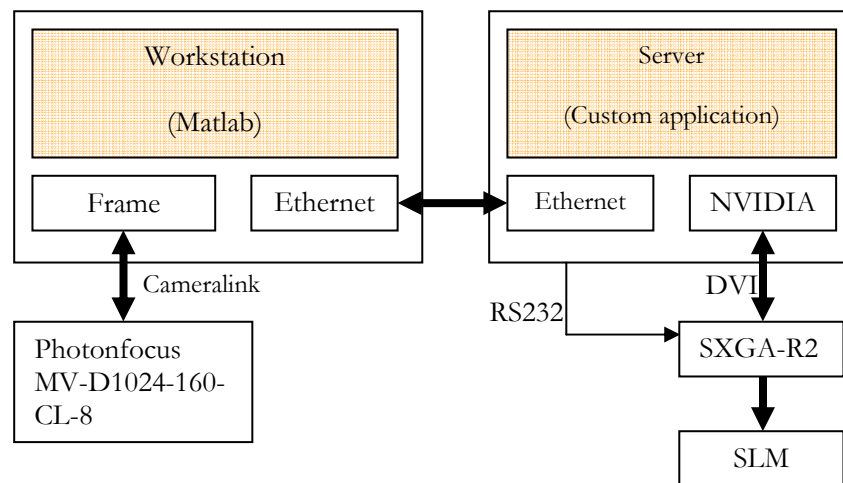 Workstation
(Matlab)
Frame
Ethernet
Cameralink
Photonfocus
MV-D1024-160-
CL-8
Server
(Custom application)
Ethernet
NVIDIA
RS232
DVI
SXGA-R2
SLM